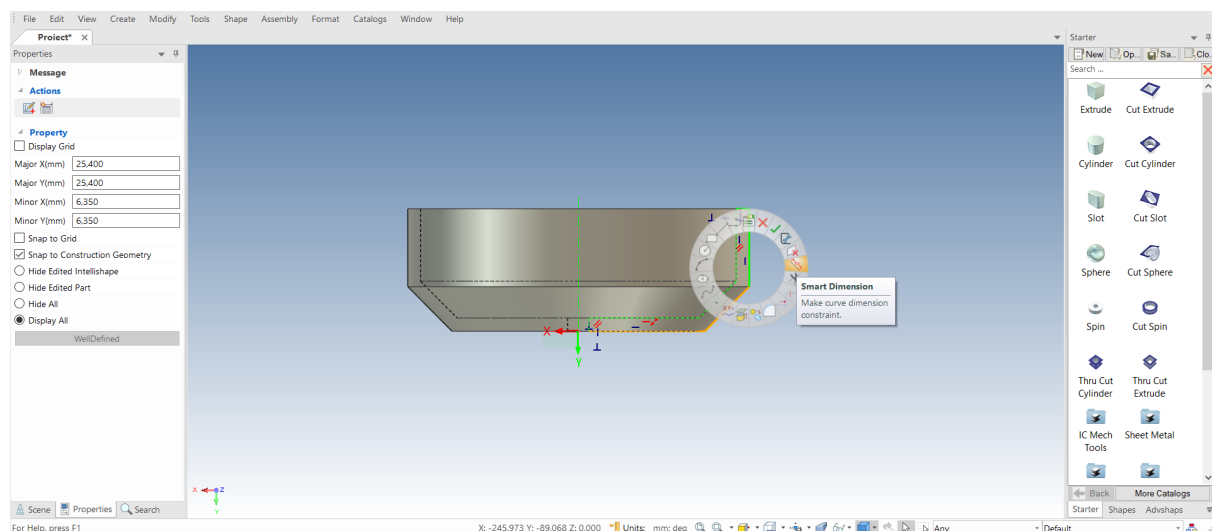 File Edit View Create Modify Tools Shape Assembly Format Catalogs Window Help
Project*
Starter
Properties
New Op... Sa... Clo.
Message
Search ...
Actions
Extrude Cut Extrude
Property
Display Grid
Major X(mm) 25,400
Cylinder Cut Cylinder
Major Y(mm) 25,400
Minor X(mm) 6,350
Slot Cut Slot
Minor Y(mm) 6,350
Snap to Grid
Snap to Construction Geometry
Sphere Cut Sphere
Hide Edited Intellishape
Smart Dimension
Hide Edited Part
Make curve dimension
Hide All
constraint.
Display All
Spin Cut Spin
WellDefined
X
Y
Thru Cut Thru Cut
Cylinder Extrude
IC Mech Sheet Metal
Tools
X Z
Back More Catalogs
Y
Scene Properties Search
Starter Shapes Advshaps
For Help, press F1
X: -245.973 Y: -89.068 Z: 0.000 Units: mm; deg Any Default